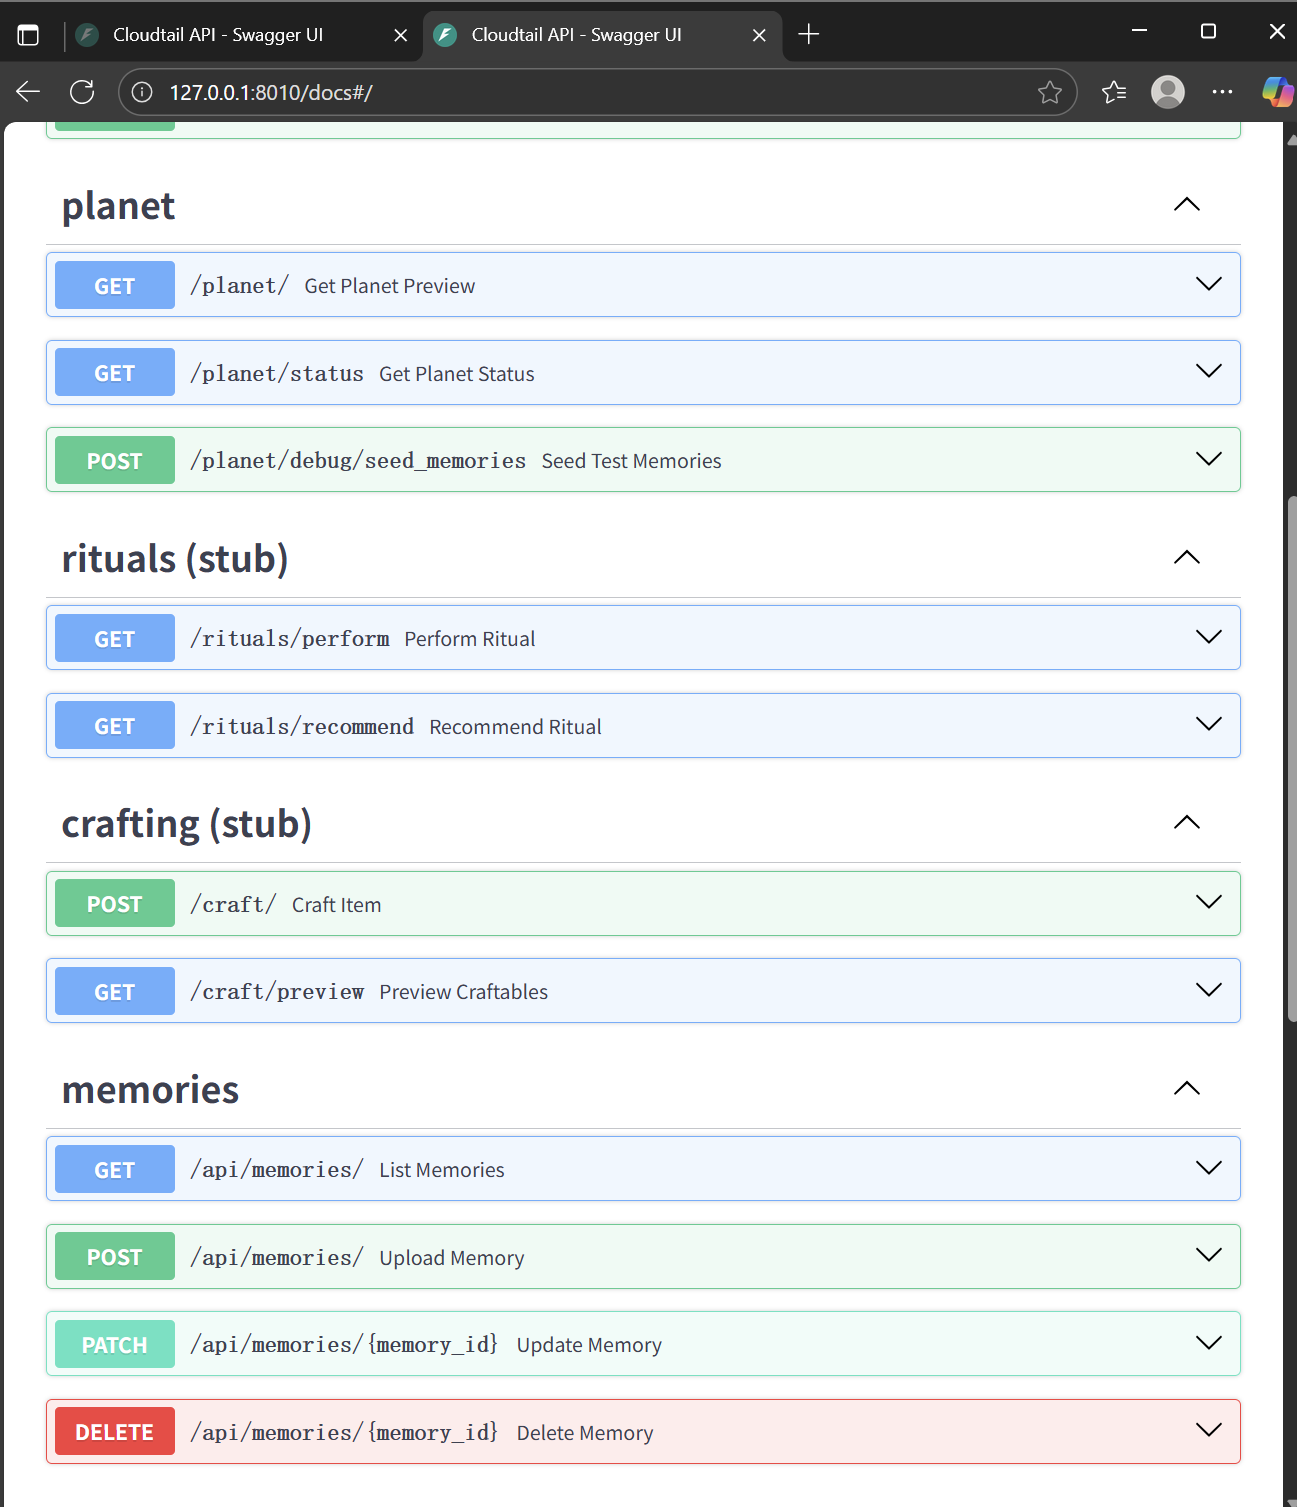 Cloudtail API - Swagger UI
Cloudtail API - Swagger UI
127.0.0.1:8010/docs#/
planet
GET /planet/ Get Planet Preview
GET /planet/status Get Planet Status
POST /planet/debug/seed_memories Seed Test Memories
rituals (stub)
GET /rituals/perform Perform Ritual
GET /rituals/recommend Recommend Ritual
crafting (stub)
POST /craft/ Craft Item
GET /craft/preview Preview Craftables
memories
GET /api/memories/ List Memories
POST /api/memories/ Upload Memory
PATCH /api/memories/{memory_id} Update Memory
DELETE /api/memories/{memory_id} Delete Memory